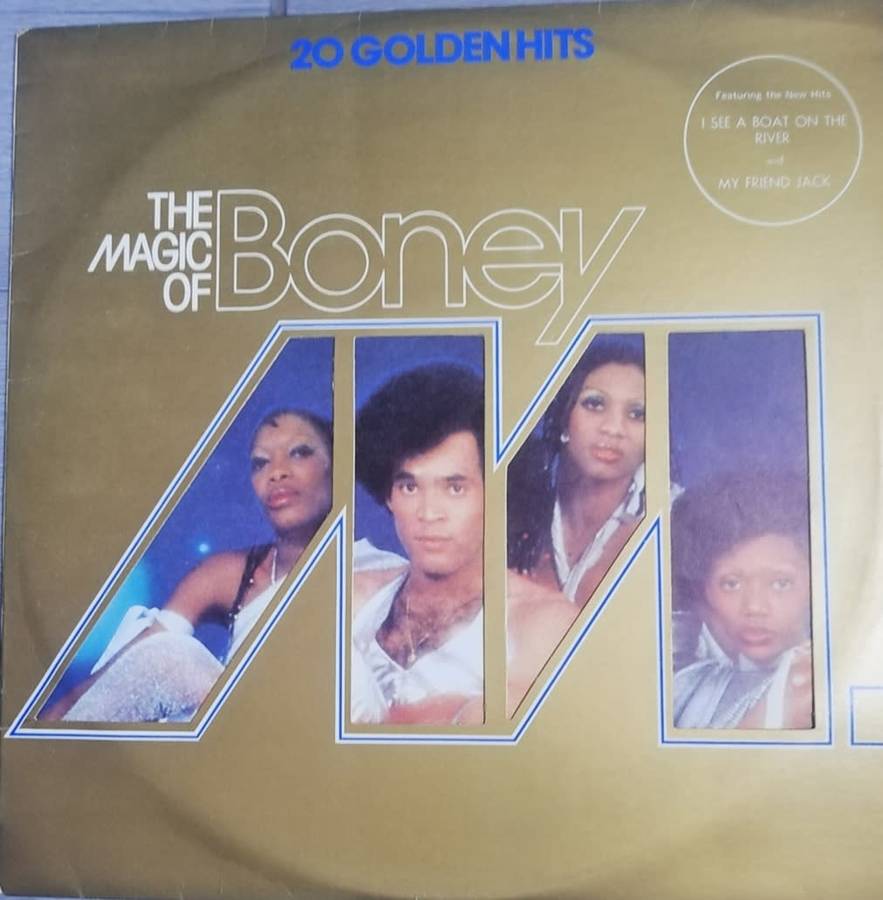 20 GOLDEN HITS
Featuring the New Hits
I SEE A BOAT ON THE
RIVER
and
MY FRIEND JACK
THE
MAGIC
OF
Boney
M.